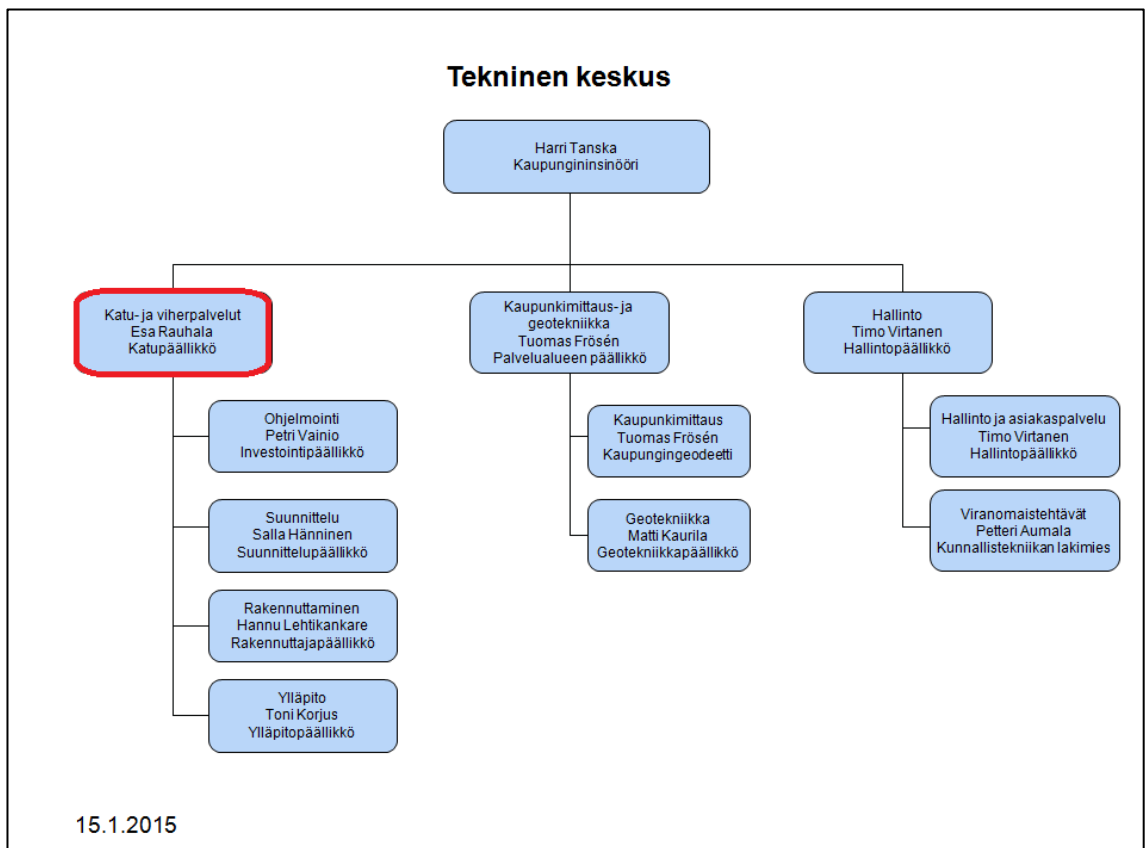 Tekninen keskus
Harri Tanska
Kaupungininsinööri
Katu- ja viherpalvelut
Esa Rauhala
Katupäällikkö
Kaupunkimittaus- ja
geotekniikka
Tuomas Frösén
Palvelualueen päällikkö
Hallinto
Timo Virtanen
Hallintopäällikkö
Ohjelmointi
Petri Vainio
Investointipäällikkö
Suunnittelu
Salla Hänninen
Suunnittelupäällikkö
Rakennuttaminen
Hannu Lehtikankare
Rakennuttajapäällikkö
Ylläpito
Toni Korjus
Ylläpitopäällikkö
Kaupunkimittaus
Tuomas Frösén
Kaupungingeodeetti
Geotekniikka
Matti Kaurila
Geotekniikkapäällikkö
Hallinto ja asiakaspalvelu
Timo Virtanen
Hallintopäällikkö
Viranomaistehtävät
Petteri Aumala
Kunnallistekniikan lakimies
15.1.2015